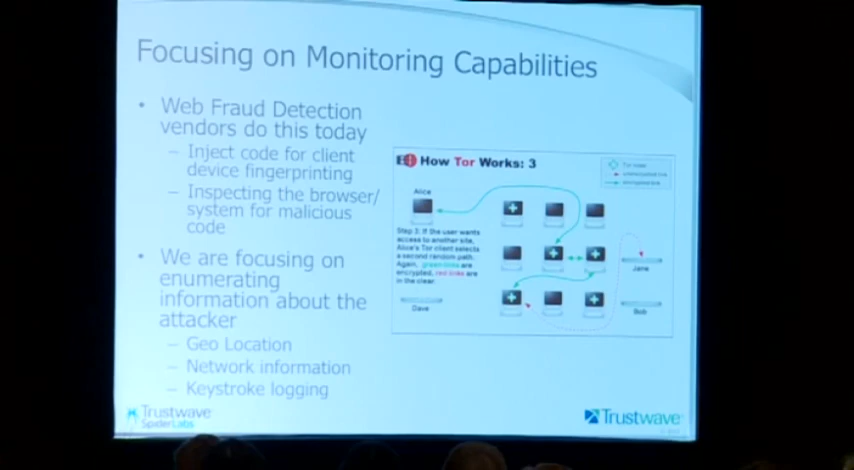 Focusing on Monitoring Capabilities
• Web Fraud Detection
vendors do this today
– Inject code for client
device fingerprinting
– Inspecting the browser/
system for malicious
code
• We are focusing on
enumerating
information about the
attacker
– Geo Location
– Network information
– Keystroke logging
How Tor Works: 3
Alice
Step 3: If the user wants
access to another site,
Alice's Tor client selects
a second random path.
Again, green links are
encrypted, red links are
in the clear.
Dave
Jane
Bob
Trustwave
SpiderLabs
Trustwave